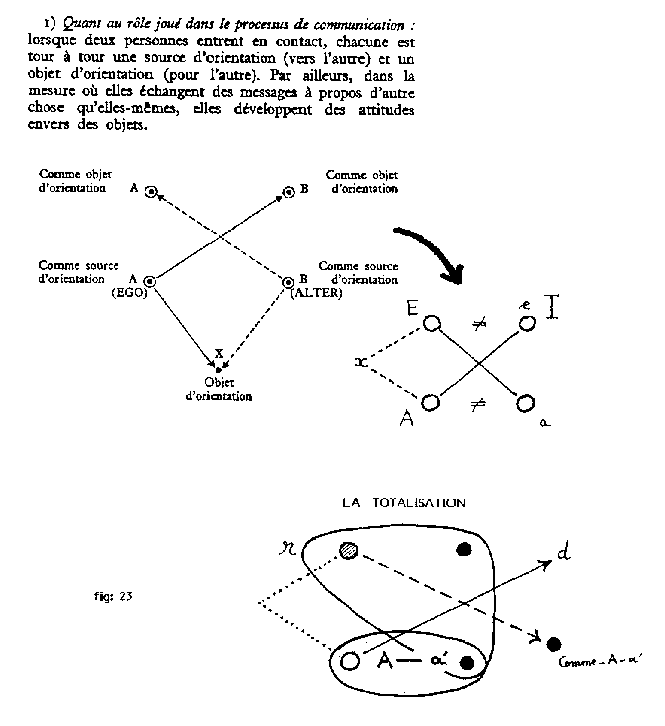 1) Quant au rôle joué dans le processus de communication :
lorsque deux personnes entrent en contact, chacune est
tour à tour une source d'orientation (vers l'autre) et un
objet d'orientation (pour l'autre). Par ailleurs, dans la
mesure où elles échangent des messages à propos d'autre
chose qu'elles-mêmes, elles développent des attitudes
envers des objets.
Comme objet
d'orientation A
Comme objet
B d'orientation
Comme source
d'orientation A
(EGO)
Comme source
B d'orientation
(ALTER)
X
Objet
d'orientation
E ≠ e I
x
A ≠ a
LA TOTALISATION
r
d
fig: 23
A — a'
Comme - A - a'